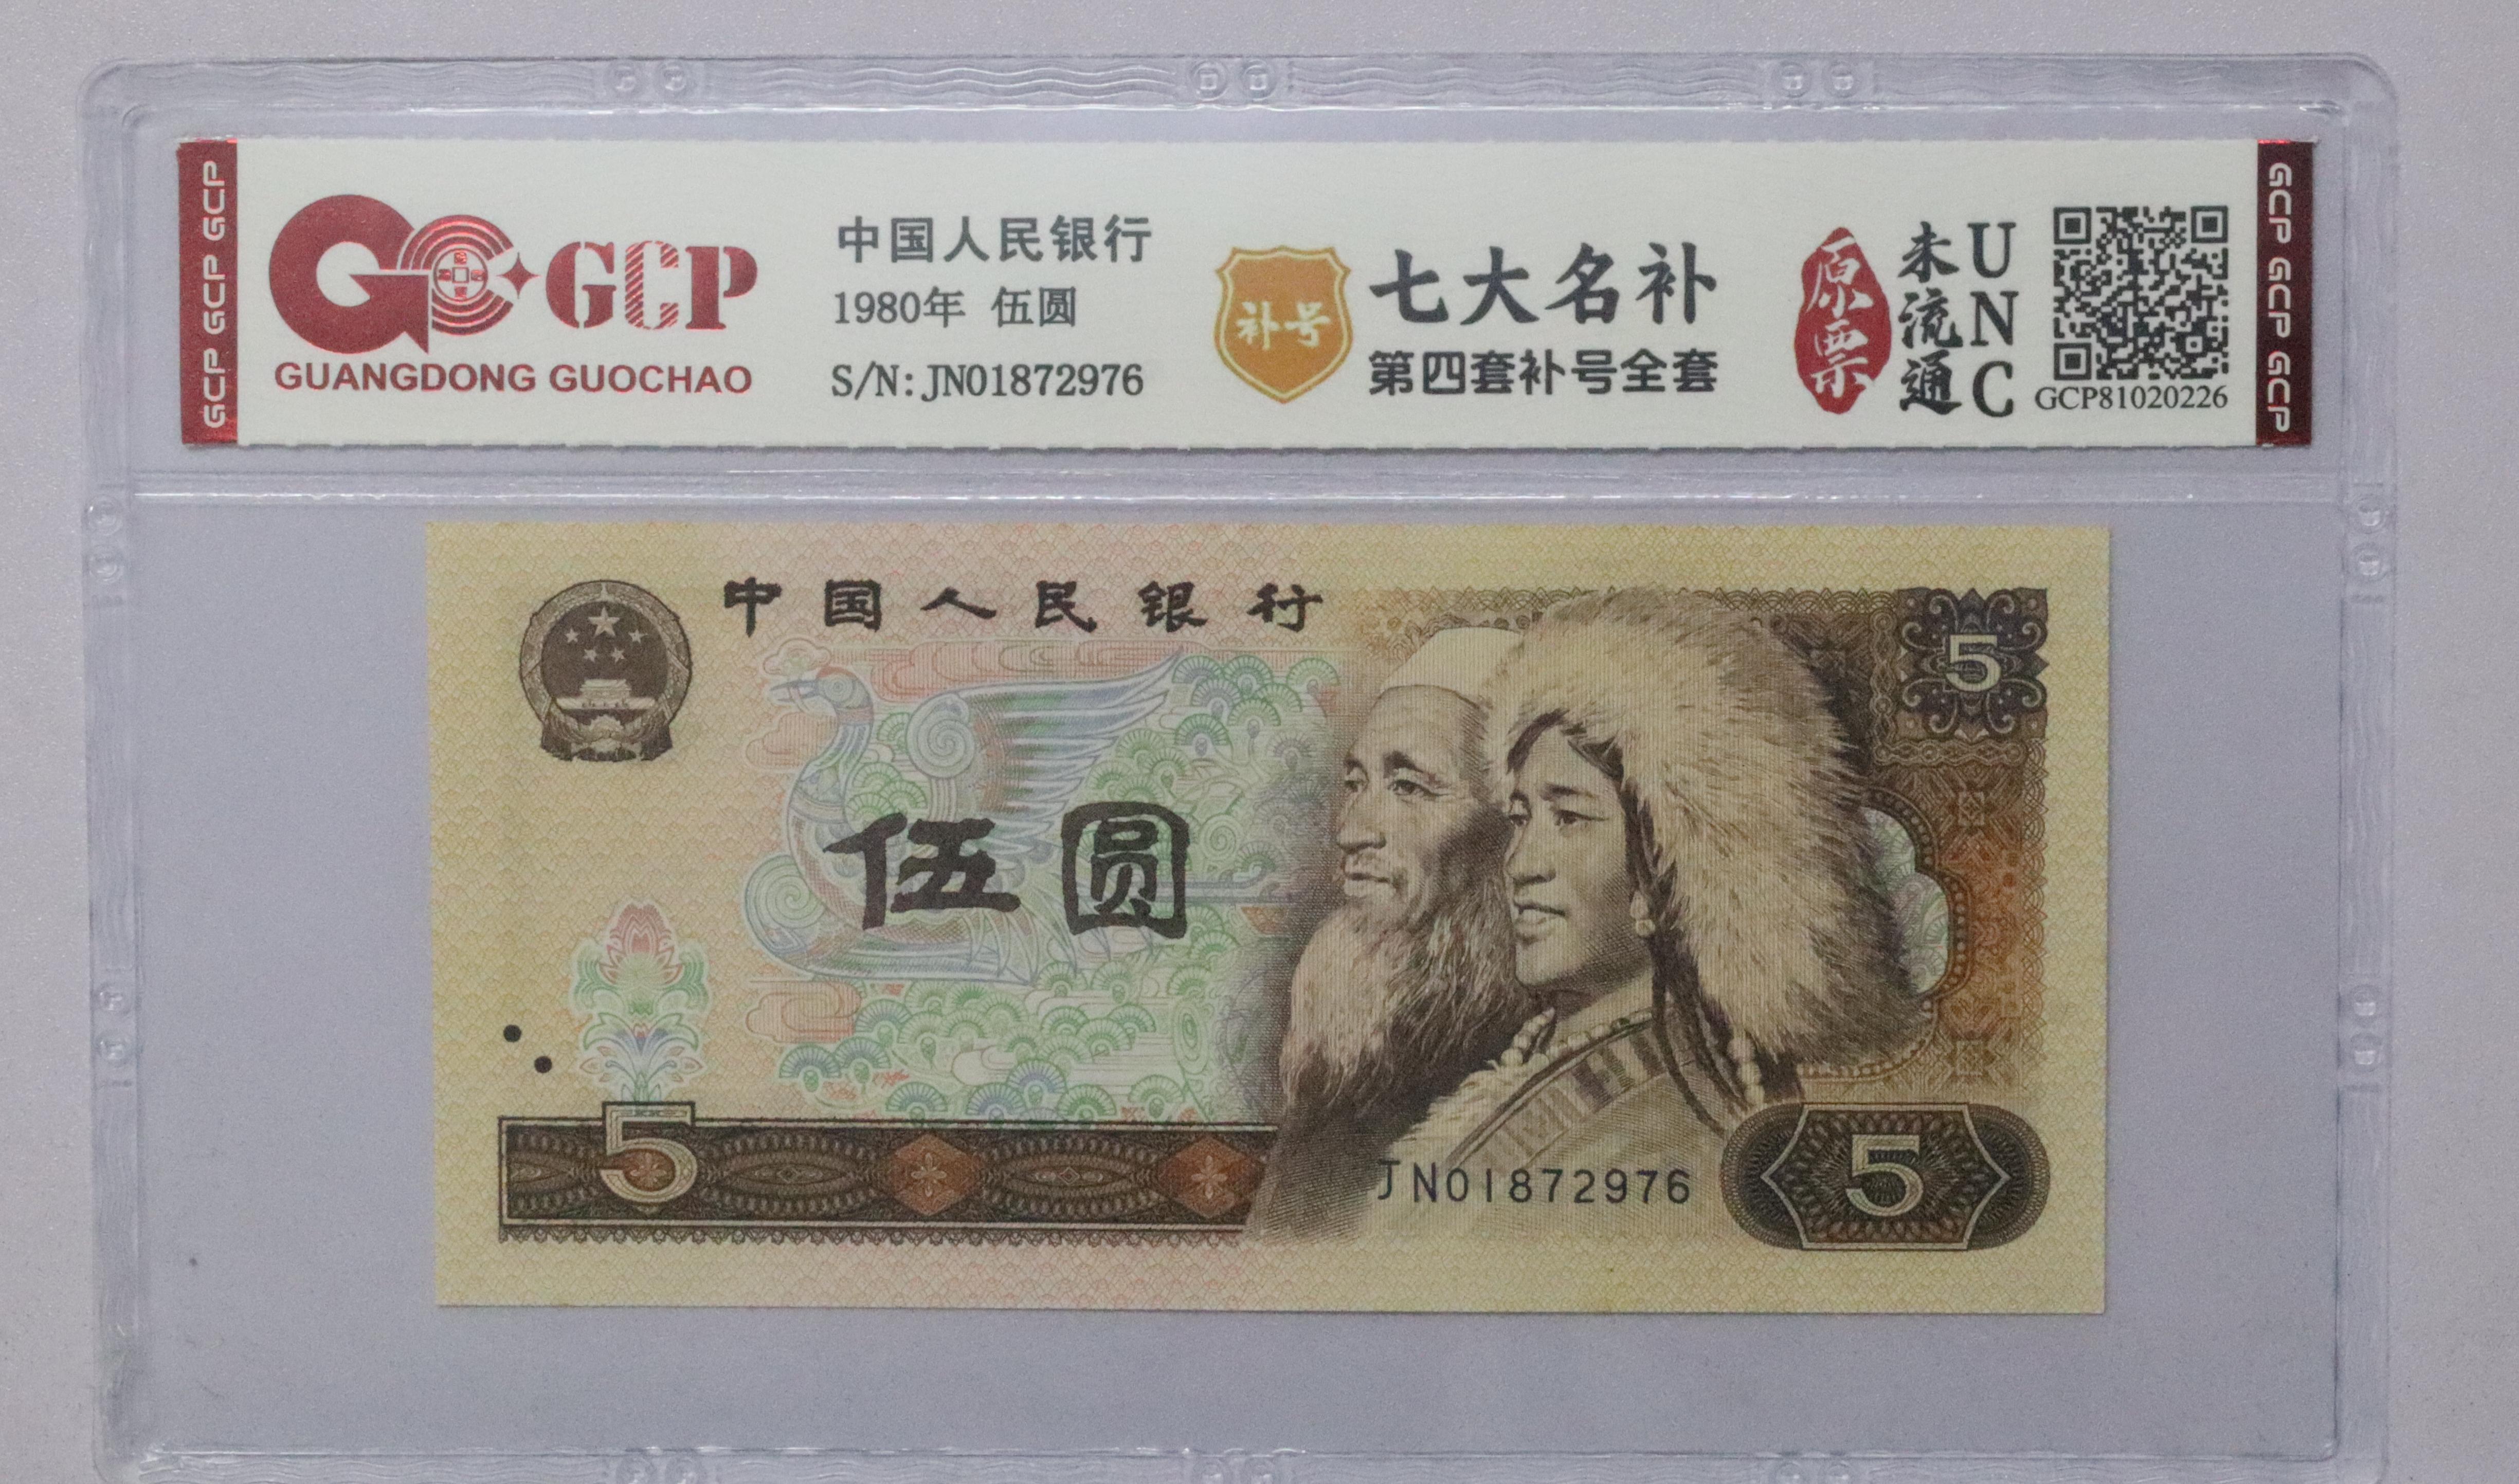 GCP GCP GCP
GCP
GUANGDONG GUOCHAO
中国人民银行
1980年 伍圆
S/N: JN01872976
补号
七大名补
第四套补号全套
原票
未流通
UNC
GCP81020226
GCP GCP GCP
中国人民银行
5
伍圆
5
JN01872976
5